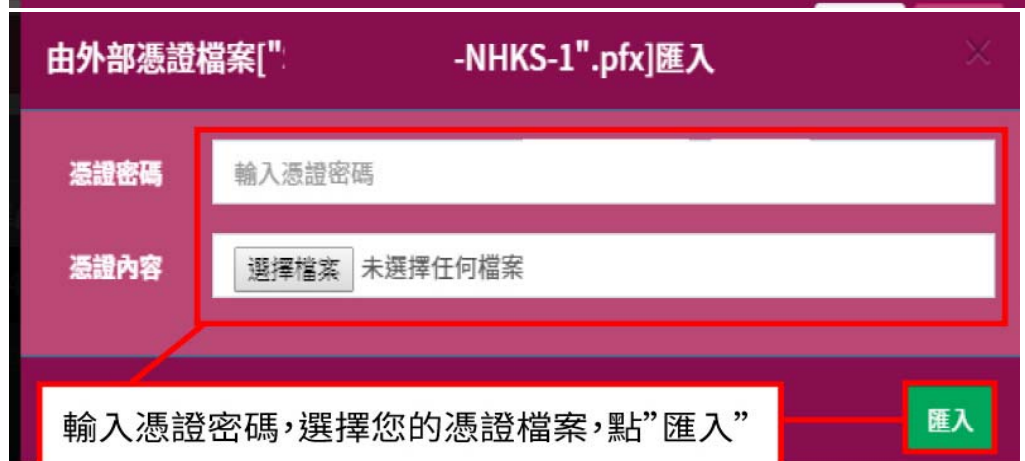 由外部憑證檔案[" -NHKS-1".pfx]匯入
憑證密碼 輸入憑證密碼
憑證內容 選擇檔案 未選擇任何檔案
輸入憑證密碼,選擇您的憑證檔案,點”匯入”
匯入